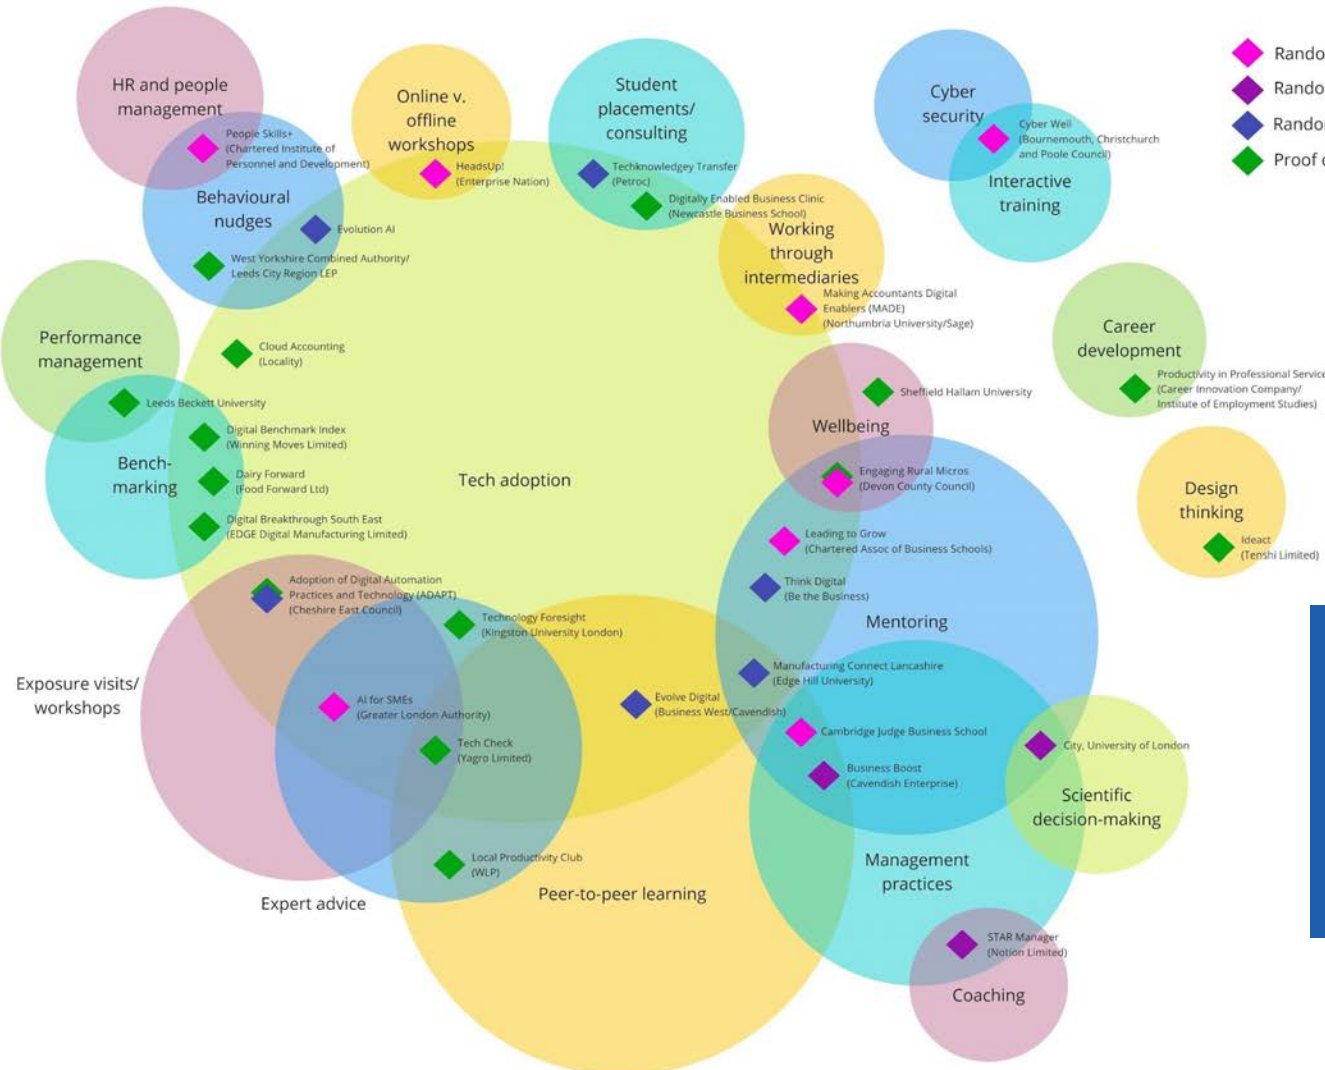 HR and people
management
People Skills+
(Chartered Institute of
Personnel and Development)
Behavioural
nudges
Evolution AI
West Yorkshire Combined Authority/
Leeds City Region LEP
Online v.
offline
workshops
HeadsUp!
(Enterprise Nation)
Student
placements/
consulting
Techknowledgey Transfer
(Petroc)
Digitally Enabled Business Clinic
(Newcastle Business School)
Working
through
intermediaries
Making Accountants Digital
Enablers (MADE)
(Northumbria University/Sage)
Cyber
security
Cyber Well
(Bournemouth, Christchurch
and Poole Council)
Interactive
training
Rando
Rando
Rando
Proof
Performance
management
Cloud Accounting
(Locality)
Leeds Beckett University
Bench-
marking
Digital Benchmark Index
(Winning Moves Limited)
Dairy Forward
(Food Forward Ltd)
Digital Breakthrough South East
(EDGE Digital Manufacturing Limited)
Tech adoption
Wellbeing
Sheffield Hallam University
Engaging Rural Micros
(Devon County Council)
Career
development
Productivity in Professional Service
(Career Innovation Company/
Institute of Employment Studies)
Design
thinking
Ideact
(Tenshi Limited)
Leading to Grow
(Chartered Assoc of Business Schools)
Think Digital
(Be the Business)
Mentoring
Manufacturing Connect Lancashire
(Edge Hill University)
Adoption of Digital Automation
Practices and Technology (ADAPT)
(Cheshire East Council)
Technology Foresight
(Kingston University London)
Exposure visits/
workshops
AI for SMEs
(Greater London Authority)
Tech Check
(Yagro Limited)
Evolve Digital
(Business West/Cavendish)
Cambridge Judge Business School
Business Boost
(Cavendish Enterprise)
City, University of London
Scientific
decision-making
Local Productivity Club
(WLP)
Expert advice
Peer-to-peer learning
Management
practices
STAR Manager
(Notion Limited)
Coaching